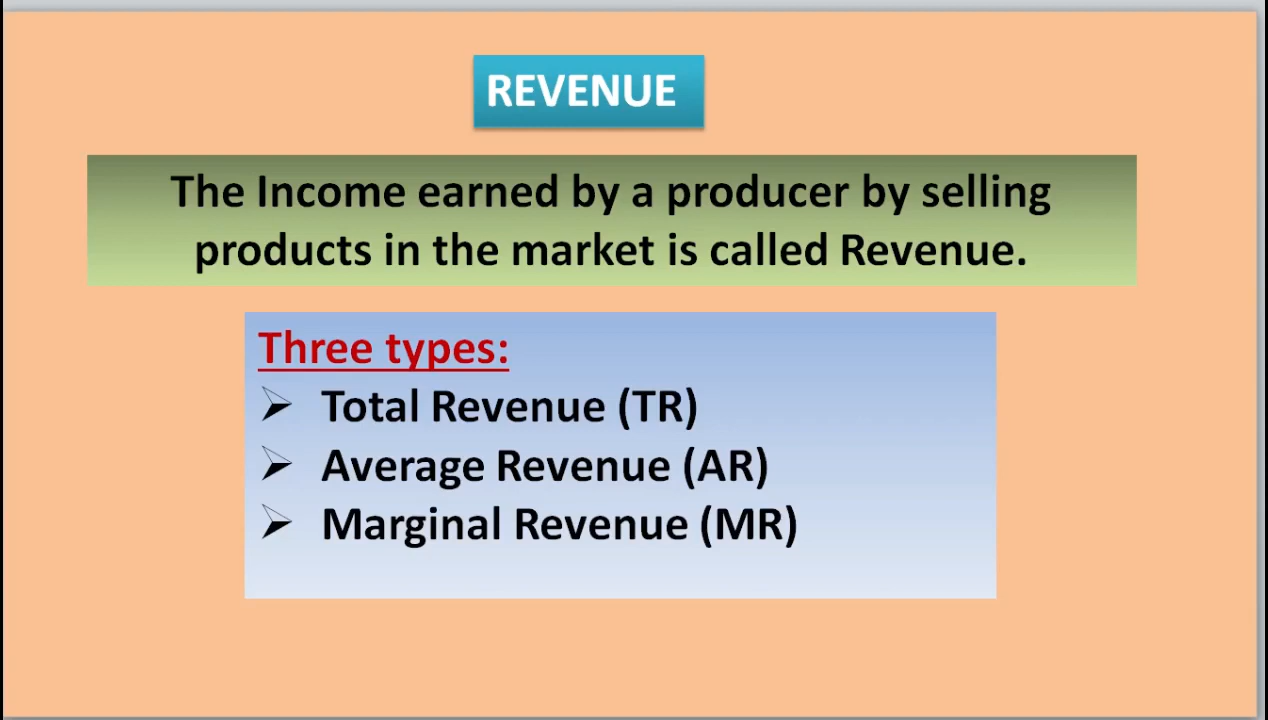 REVENUE
The Income earned by a producer by selling
products in the market is called Revenue.
Three types:
➢ Total Revenue (TR)
➢ Average Revenue (AR)
➢ Marginal Revenue (MR)